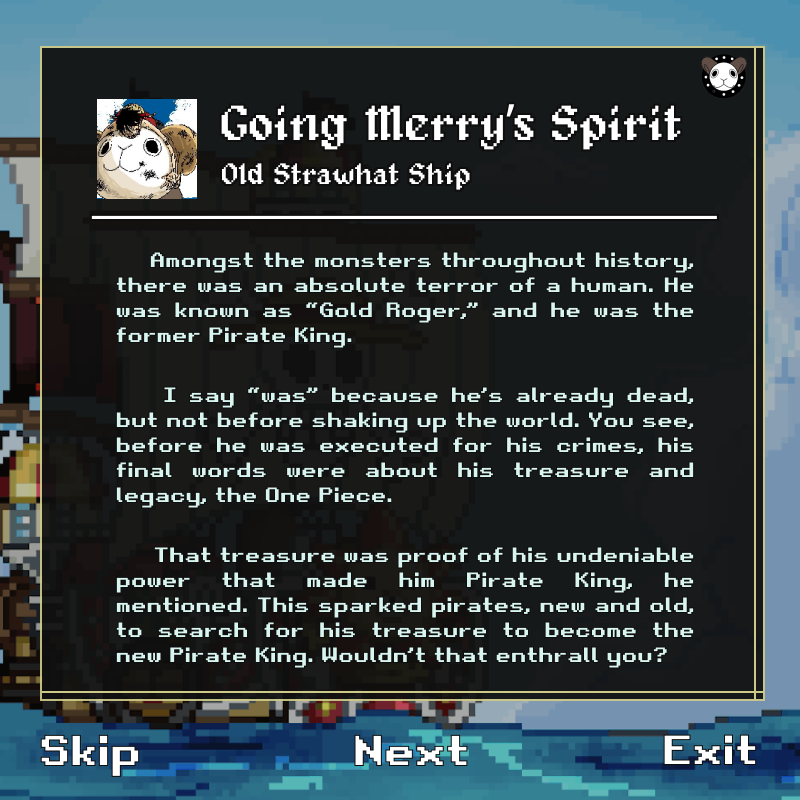 Going Merry's Spirit
Old Strawhat Ship
Amongst the monsters throughout history,
there was an absolute terror of a human. He
was known as “Gold Roger,” and he was the
former Pirate King.
I say “was” because he's already dead,
but not before shaking up the world. You see,
before he was executed for his crimes, his
final words were about his treasure and
legacy, the One Piece.
That treasure was proof of his undeniable
power that made him Pirate King, he
mentioned. This sparked pirates, new and old,
to search for his treasure to become the
new Pirate King. Wouldn't that enthrall you?
Skip Next Exit